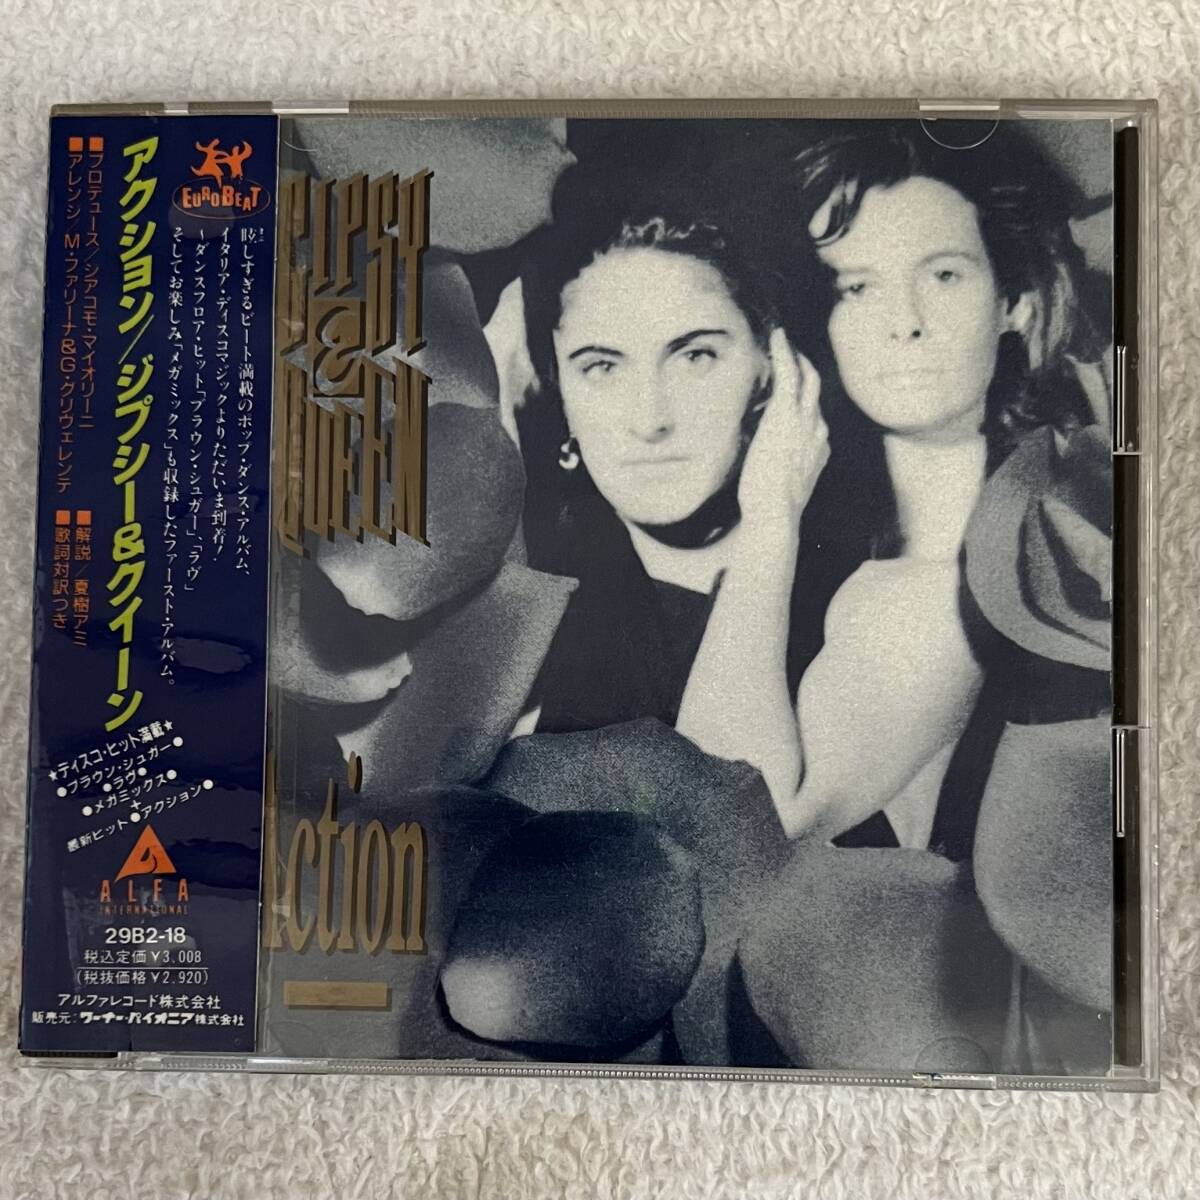 EUROBEAT
眩しすぎるビート満載のポップ・ダンス・アルバム、
イタリア・ディスコマジックよりただいま到着!
〜ダンスフロア・ヒット「ブラウン・シュガー」、「ラヴ」
そしてお楽しみ「メガミックス」も収録したファースト・アルバム。
アクション/ジプシー&クイーン
■プロデュース/ジアコモ・マイオリーニ
■アレンジ/M・ファリーナ&G・クリヴェレンテ
■解説/夏樹アミ
■歌詞対訳つき
★ディスコ・ヒット満載★
●ブラウン・シュガー●
●ラヴ●
●メガミックス●
+
最新ヒット●アクション●
ALFA
INTERNATIONAL
29B2-18
税込定価¥3,008
(税抜価格¥2,920)
アルファレコード株式会社
販売元:ワーナー・パイオニア株式会社
GIPSY
&
QUEEN
Action